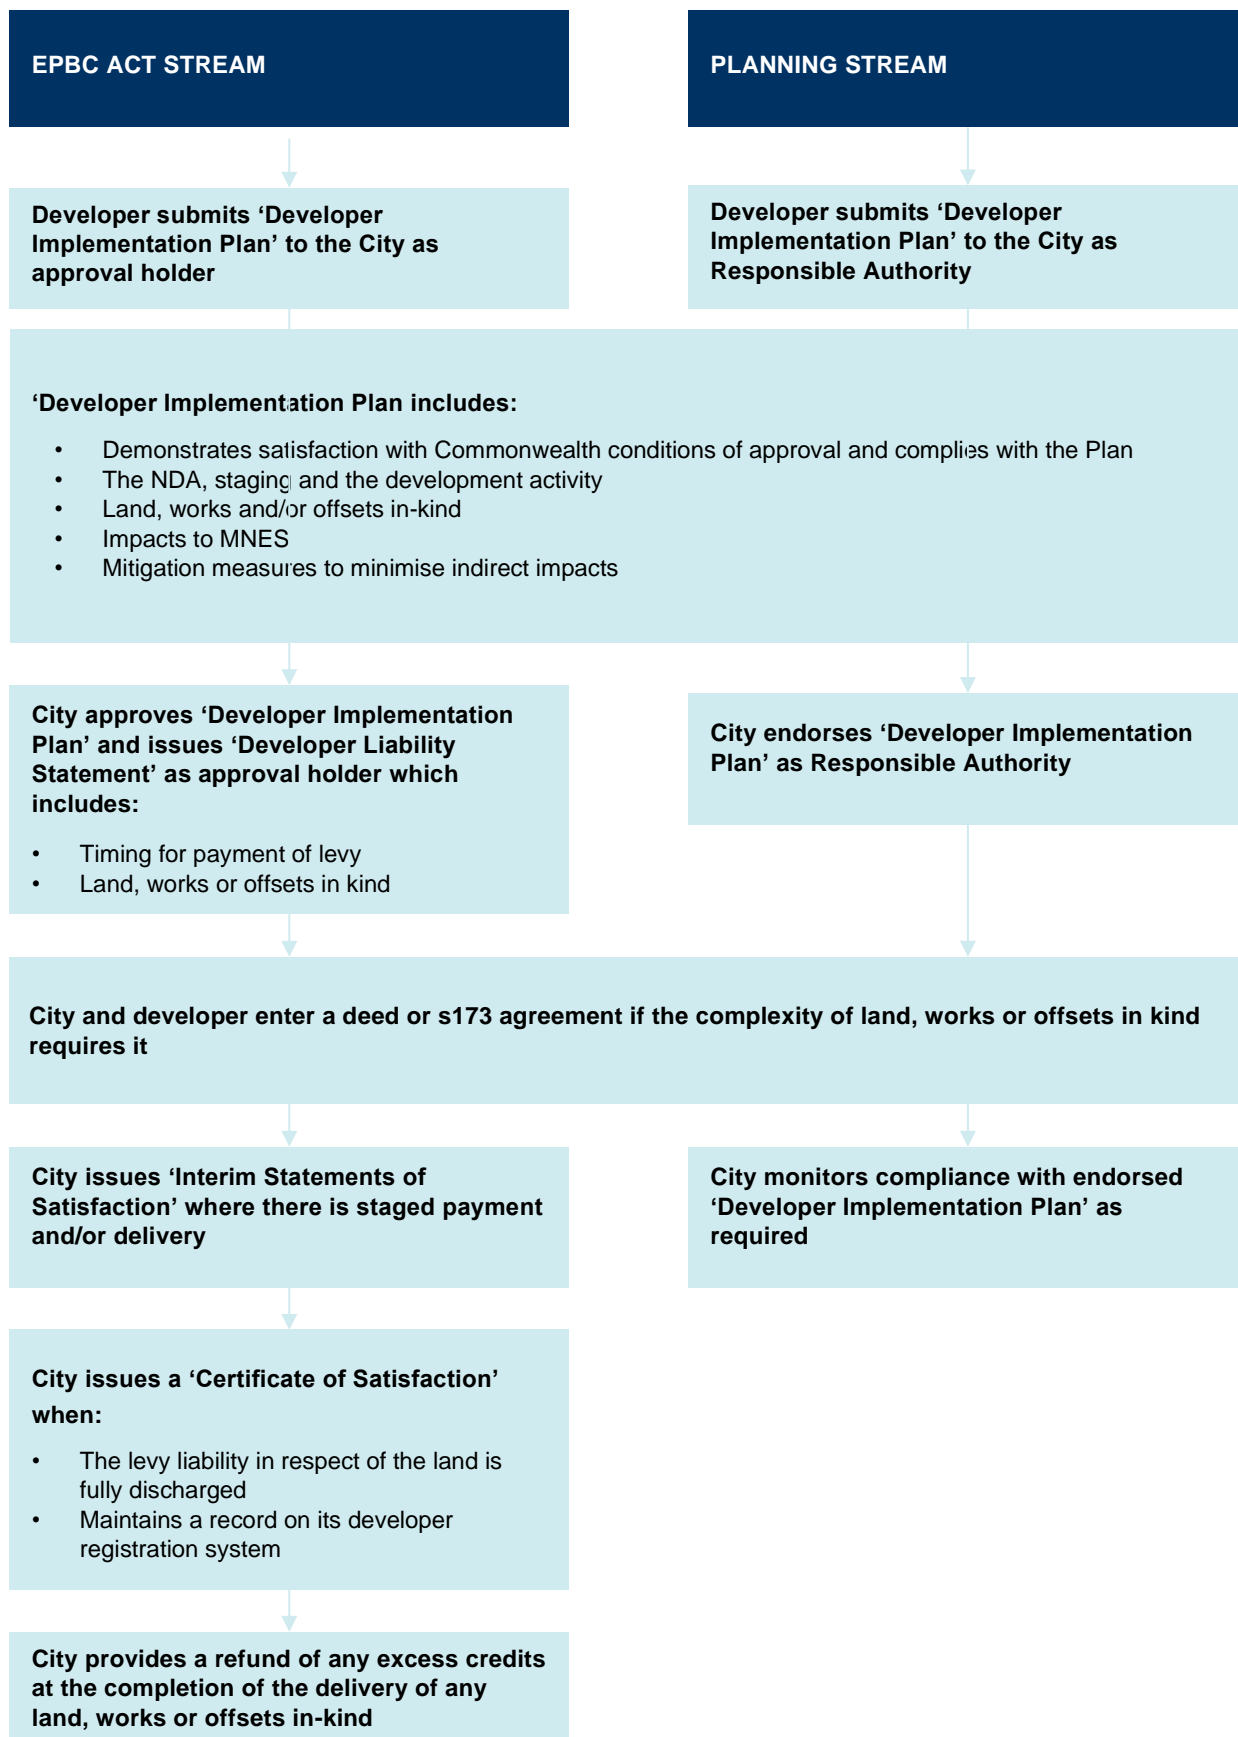 EPBC ACT STREAM
PLANNING STREAM
Developer submits ‘Developer
Implementation Plan’ to the City as
approval holder
Developer submits ‘Developer
Implementation Plan’ to the City as
Responsible Authority
‘Developer Implementation Plan includes:
• Demonstrates satisfaction with Commonwealth conditions of approval and complies with the Plan
• The NDA, staging and the development activity
• Land, works and/or offsets in-kind
• Impacts to MNES
• Mitigation measures to minimise indirect impacts
City approves ‘Developer Implementation
Plan’ and issues ‘Developer Liability
Statement’ as approval holder which
includes:
• Timing for payment of levy
• Land, works or offsets in kind
City endorses ‘Developer Implementation
Plan’ as Responsible Authority
City and developer enter a deed or s173 agreement if the complexity of land, works or offsets in kind
requires it
City issues ‘Interim Statements of
Satisfaction’ where there is staged payment
and/or delivery
City monitors compliance with endorsed
‘Developer Implementation Plan’ as
required
City issues a ‘Certificate of Satisfaction’
when:
• The levy liability in respect of the land is
fully discharged
• Maintains a record on its developer
registration system
City provides a refund of any excess credits
at the completion of the delivery of any
land, works or offsets in-kind